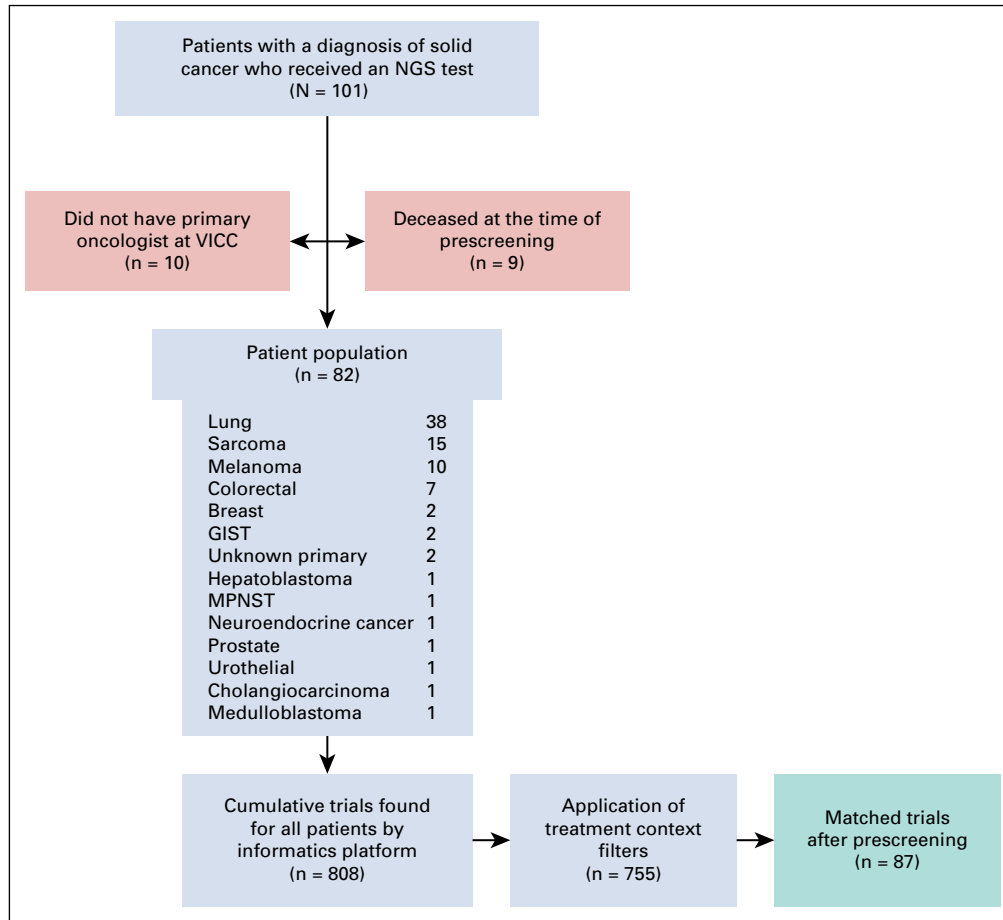 Patients with a diagnosis of solid
cancer who received an NGS test
(N = 101)
Did not have primary
oncologist at VICC
(n = 10)
Deceased at the time of
prescreening
(n = 9)
Patient population
(n = 82)
Lung 38
Sarcoma 15
Melanoma 10
Colorectal 7
Breast 2
GIST 2
Unknown primary 2
Hepatoblastoma 1
MPNST 1
Neuroendocrine cancer 1
Prostate 1
Urothelial 1
Cholangiocarcinoma 1
Medulloblastoma 1
Cumulative trials found
for all patients by
informatics platform
(n = 808)
Application of
treatment context
filters
(n = 755)
Matched trials
after prescreening
(n = 87)